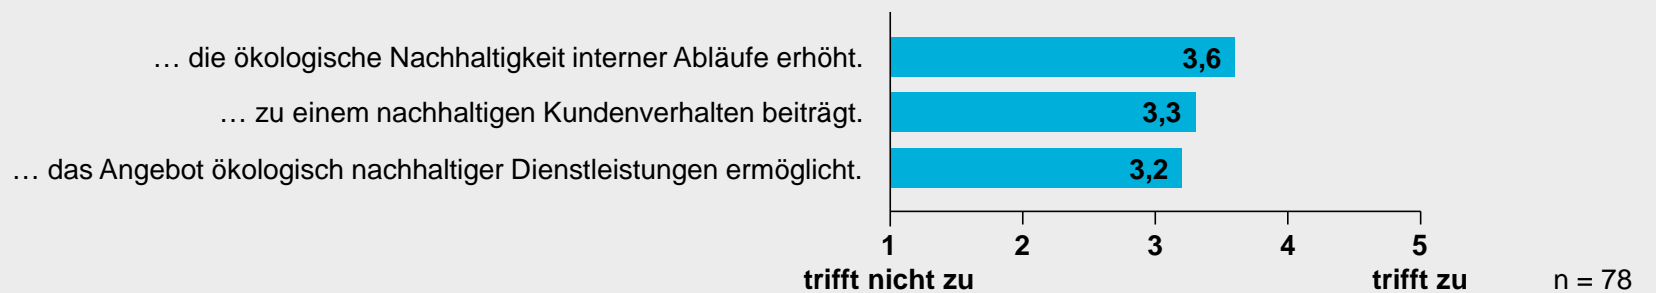 … die ökologische Nachhaltigkeit interner Abläufe erhöht.
3,6
… zu einem nachhaltigen Kundenverhalten beiträgt.
3,3
… das Angebot ökologisch nachhaltiger Dienstleistungen ermöglicht.
3,2
1 2 3 4 5
trifft nicht zu trifft zu n = 78